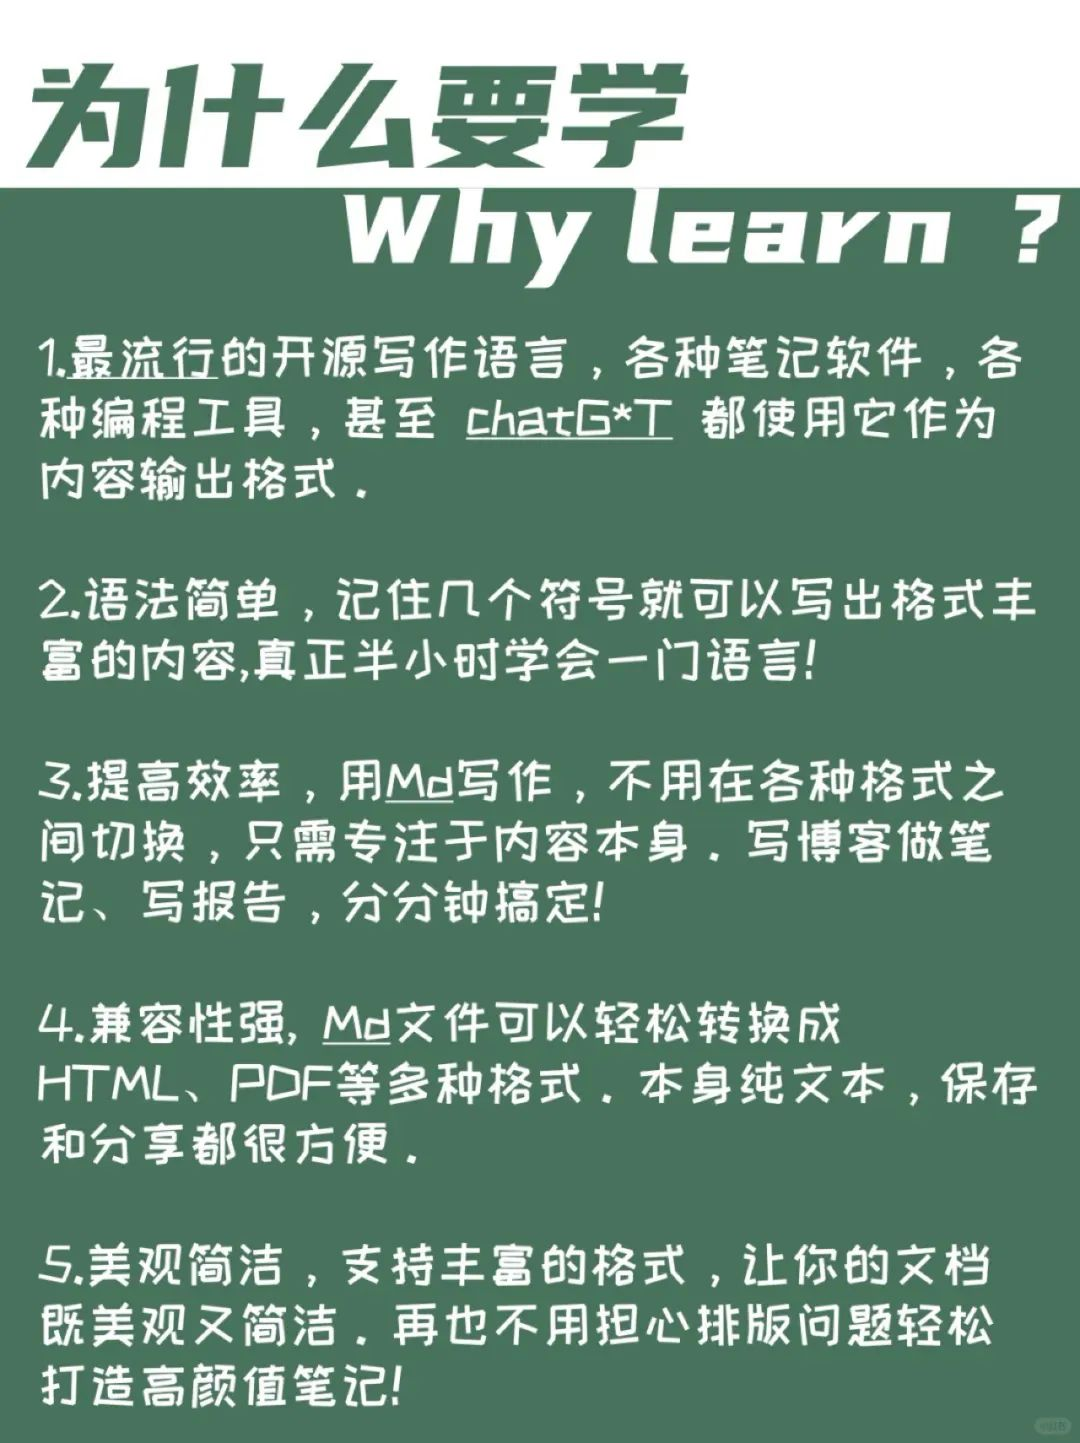 为什么要学
Why learn ?
1.最流行的开源写作语言，各种笔记软件，各
种编程工具，甚至 chatG*T 都使用它作为
内容输出格式.
2.语法简单，记住几个符号就可以写出格式丰
富的内容,真正半小时学会一门语言!
3.提高效率，用Md写作，不用在各种格式之
间切换，只需专注于内容本身.写博客做笔
记、写报告，分分钟搞定!
4.兼容性强, Md文件可以轻松转换成
HTML、PDF等多种格式.本身纯文本，保存
和分享都很方便.
5.美观简洁，支持丰富的格式，让你的文档
既美观又简洁.再也不用担心排版问题轻松
打造高颜值笔记!